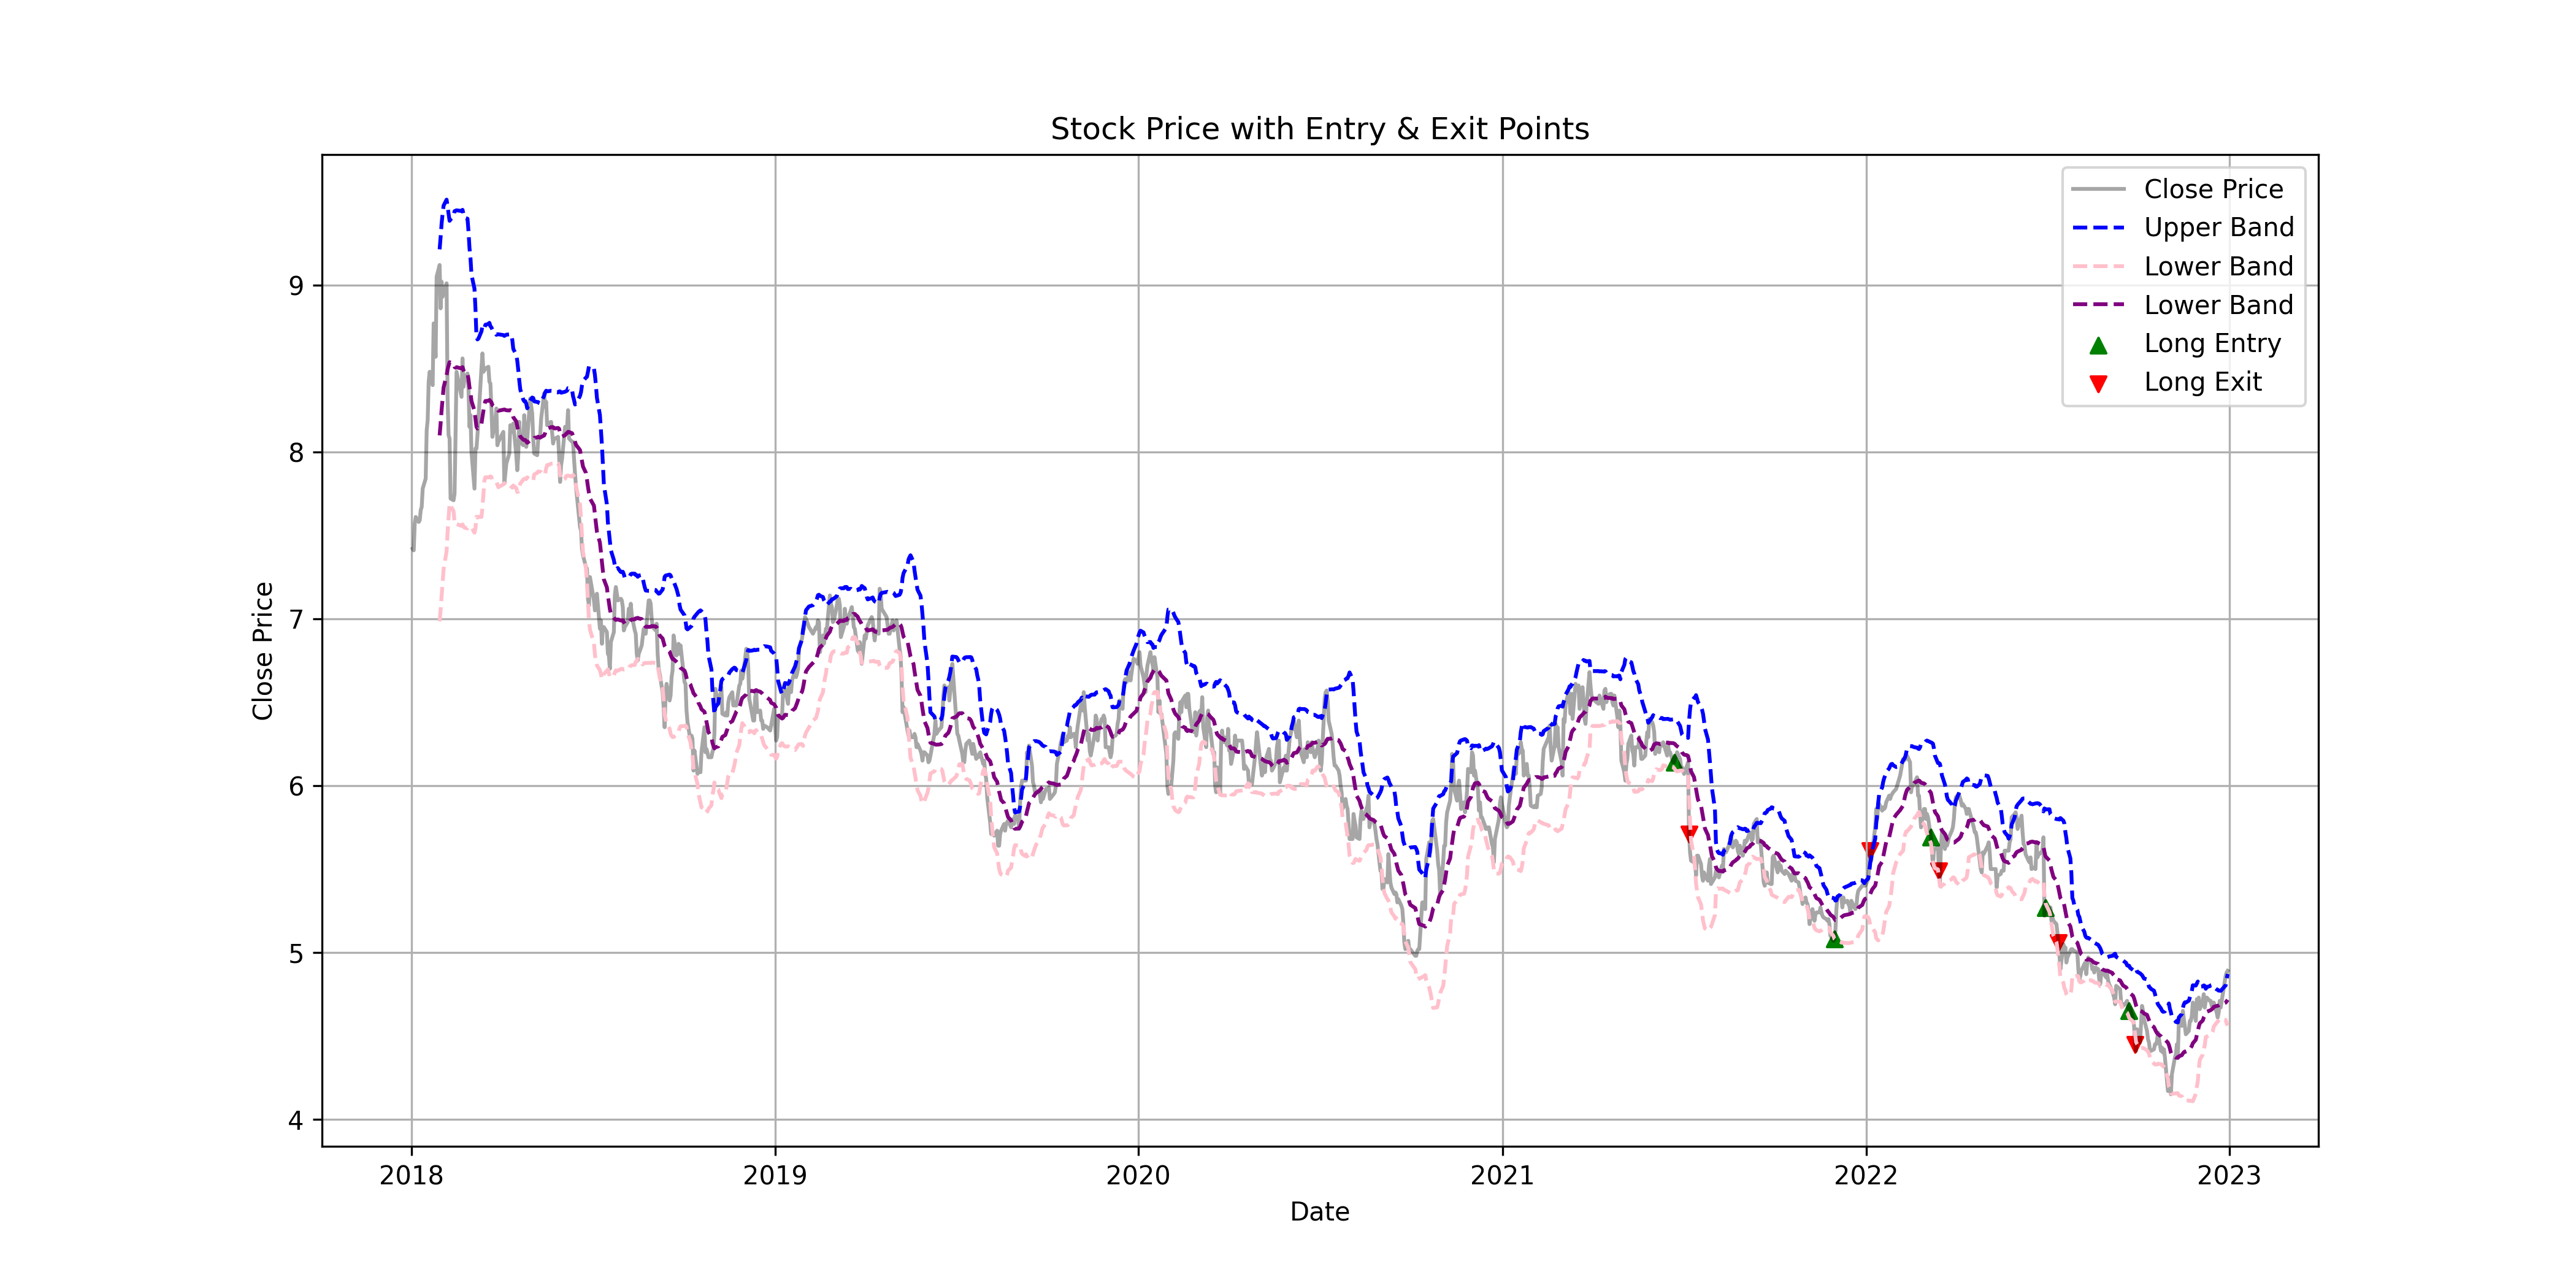 Stock Price with Entry & Exit Points
Close Price
Upper Band
Lower Band
Lower Band
Long Entry
Long Exit
9
8
7
6
5
4
Close Price
2018
2019
2020
2021
2022
2023
Date